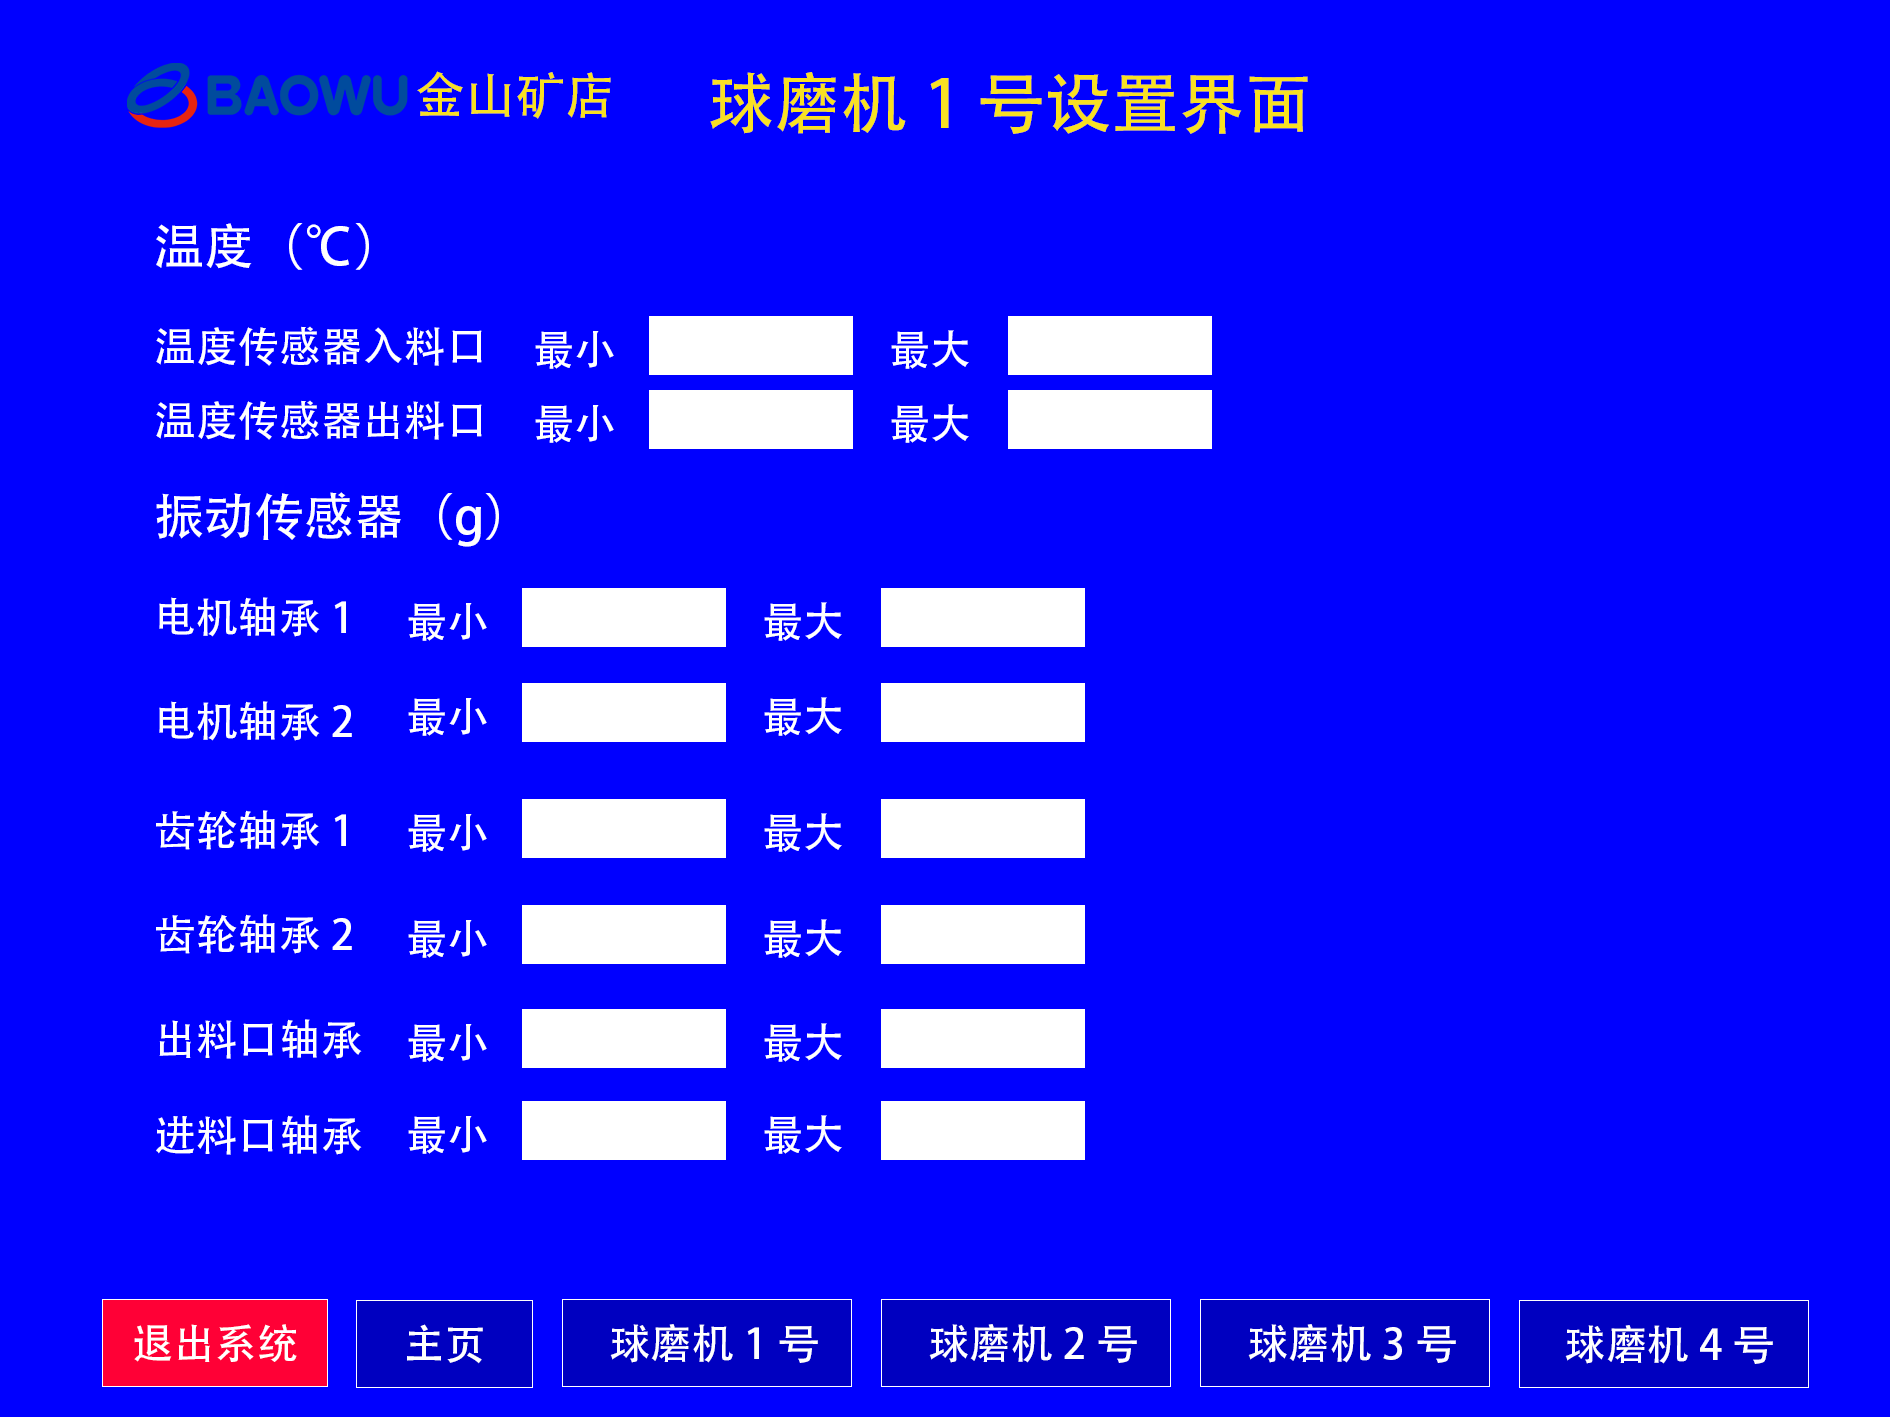 BAOWU 金山矿店 球磨机 1 号设置界面
温度（℃）
温度传感器入料口 最小 最大
温度传感器出料口 最小 最大
振动传感器（g）
电机轴承 1 最小 最大
电机轴承 2 最小 最大
齿轮轴承 1 最小 最大
齿轮轴承 2 最小 最大
出料口轴承 最小 最大
进料口轴承 最小 最大
退出系统 主页 球磨机 1 号 球磨机 2 号 球磨机 3 号 球磨机 4 号